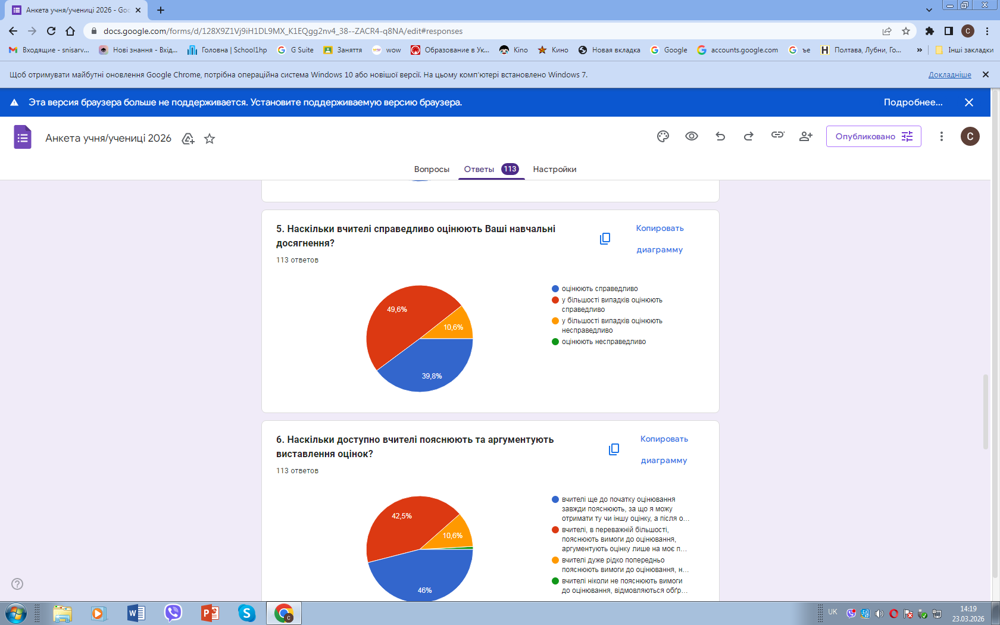 Анкета учня/учениці 2026 - Goo
docs.google.com/forms/d/128X9Z1Vj9iH1DL9MX_K1EQgg2nv4_38--ZACR4-q8NA/edit#responses
C
Входящие - snisarv...
Нові знання - Вхід...
Головна | School1hp
G Suite
Заняття
wow
Образование в Ук...
Kino
Кино
Новая вкладка
Google
accounts.google.com
ъе
Полтава, Лубни, Го...
»
Інші закладки
Щоб отримувати майбутні оновлення Google Chrome, потрібна операційна система Windows 10 або новішої версії. На цьому комп’ютері встановлено Windows 7.
Докладніше
Эта версия браузера больше не поддерживается. Установите поддерживаемую версию браузера.
Подробнее...
Анкета учня/учениці 2026
Опубликовано
C
Вопросы
Ответы 113
Настройки
5. Наскільки вчителі справедливо оцінюють Ваші навчальні
досягнення?
Копировать
диаграмму
113 ответов
49,6%
10,6%
39,8%
оцінюють справедливо
у більшості випадків оцінюють
справедливо
у більшості випадків оцінюють
несправедливо
оцінюють несправедливо
6. Наскільки доступно вчителі пояснюють та аргументують
виставлення оцінок?
Копировать
диаграмму
113 ответов
42,5%
10,6%
46%
вчителі ще до початку оцінювання
завжди пояснюють, за що я можу
отримати ту чи іншу оцінку, а після о...
вчителі, в переважній більшості,
пояснюють вимоги до оцінювання,
аргументують оцінку лише на моє п...
вчителі дуже рідко попередньо
пояснюють вимоги до оцінювання, н...
вчителі ніколи не пояснюють вимоги
до оцінювання, відмовляються обґр...
UK
14:19
23.03.2026